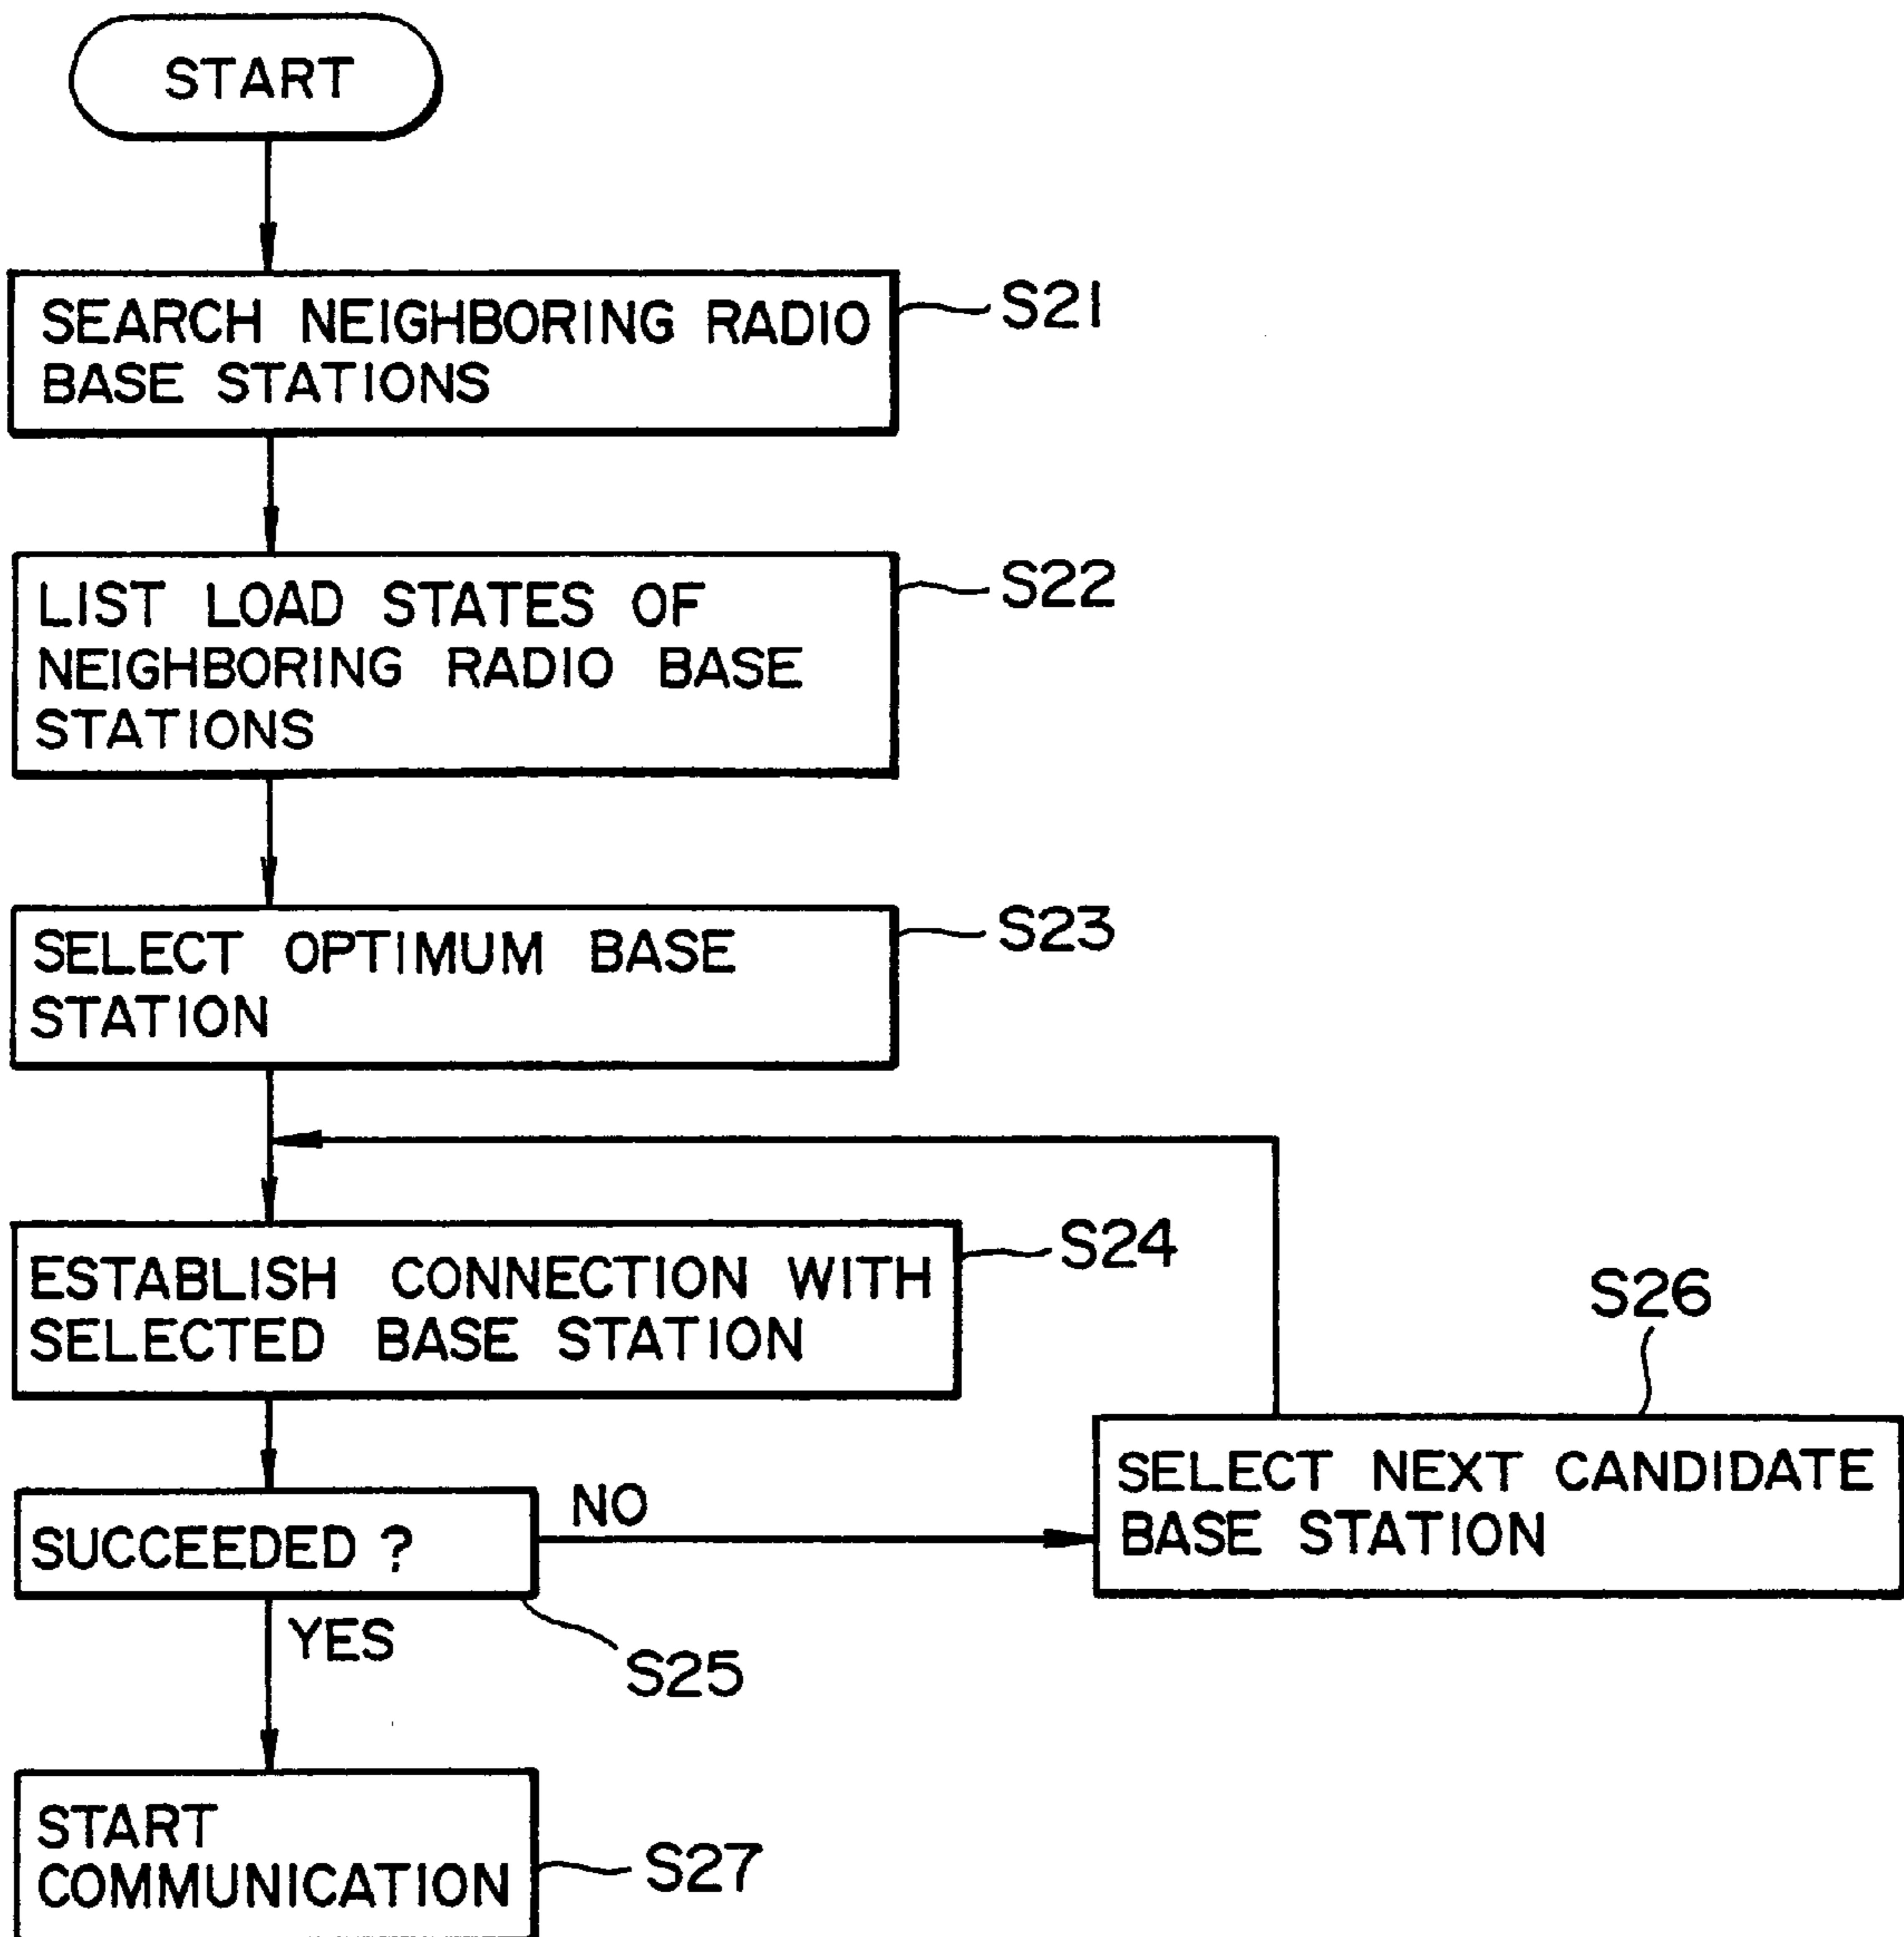 START
SEARCH NEIGHBORING RADIO
BASE STATIONS
S21
LIST LOAD STATES OF
NEIGHBORING RADIO BASE
STATIONS
S22
SELECT OPTIMUM BASE
STATION
S23
ESTABLISH CONNECTION WITH
SELECTED BASE STATION
S24
S26
SELECT NEXT CANDIDATE
BASE STATION
SUCCEEDED ?
NO
YES
S25
START
COMMUNICATION
S27